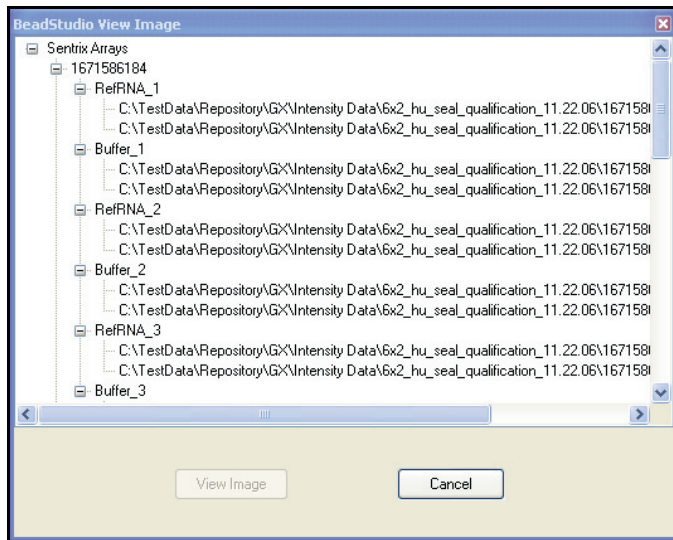 BeadStudio View Image
Sentrix Arrays
1671586184
RefRNA_1
C:\TestData\Repository\GX\Intensity Data\6x2_hu_seal_qualification_11.22.06\167158
C:\TestData\Repository\GX\Intensity Data\6x2_hu_seal_qualification_11.22.06\167158
Buffer_1
C:\TestData\Repository\GX\Intensity Data\6x2_hu_seal_qualification_11.22.06\167158
C:\TestData\Repository\GX\Intensity Data\6x2_hu_seal_qualification_11.22.06\167158
RefRNA_2
C:\TestData\Repository\GX\Intensity Data\6x2_hu_seal_qualification_11.22.06\167158
C:\TestData\Repository\GX\Intensity Data\6x2_hu_seal_qualification_11.22.06\167158
Buffer_2
C:\TestData\Repository\GX\Intensity Data\6x2_hu_seal_qualification_11.22.06\167158
C:\TestData\Repository\GX\Intensity Data\6x2_hu_seal_qualification_11.22.06\167158
RefRNA_3
C:\TestData\Repository\GX\Intensity Data\6x2_hu_seal_qualification_11.22.06\167158
C:\TestData\Repository\GX\Intensity Data\6x2_hu_seal_qualification_11.22.06\167158
Buffer_3
View Image
Cancel